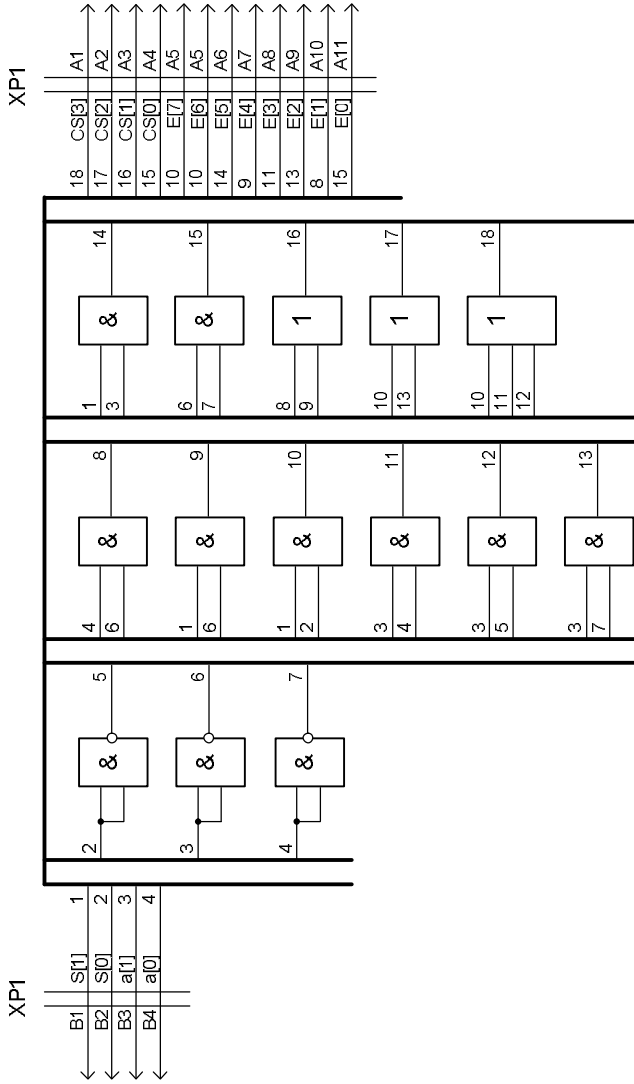 XP1
B1 S[1] 1
B2 S[0] 2
B3 a[1] 3
B4 a[0] 4
2 & 5
3 & 6
4 & 7
4 6 & 8
1 6 & 9
1 2 & 10
3 4 & 11
3 5 & 12
3 7 & 13
1 3 & 14
6 7 & 15
8 9 1 16
10 13 1 17
10 11 12 1 18
XP1
18 CS[3] A1
17 CS[2] A2
16 CS[1] A3
15 CS[0] A4
10 E[7] A5
10 E[6] A5
14 E[5] A6
9 E[4] A7
11 E[3] A8
13 E[2] A9
8 E[1] A10
15 E[0] A11